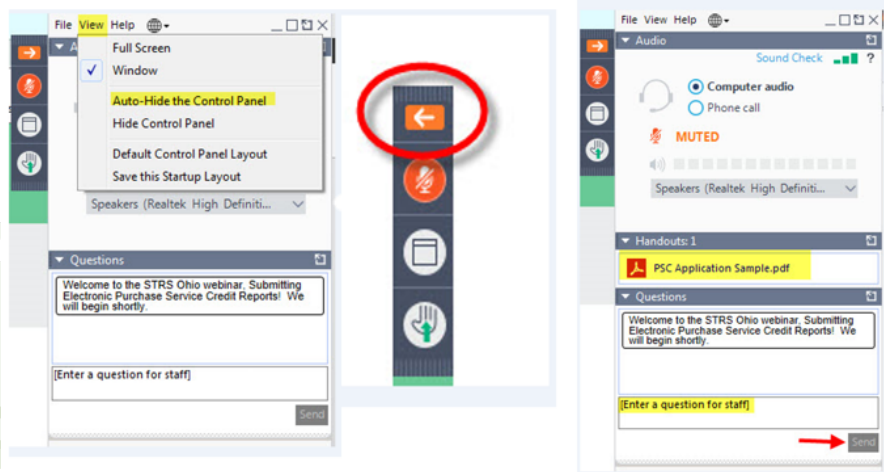 File View Help
Full Screen
Window
Auto-Hide the Control Panel
Hide Control Panel
Default Control Panel Layout
Save this Startup Layout
Speakers (Realtek High Definiti...
Questions
Welcome to the STRS Ohio webinar, Submitting
Electronic Purchase Service Credit Reports! We
will begin shortly.
[Enter a question for staff]
Send
File View Help
Audio
Sound Check ?
Computer audio
Phone call
MUTED
Speakers (Realtek High Definiti...
Handouts: 1
PSC Application Sample.pdf
Questions
Welcome to the STRS Ohio webinar, Submitting
Electronic Purchase Service Credit Reports! We
will begin shortly.
[Enter a question for staff]
Send